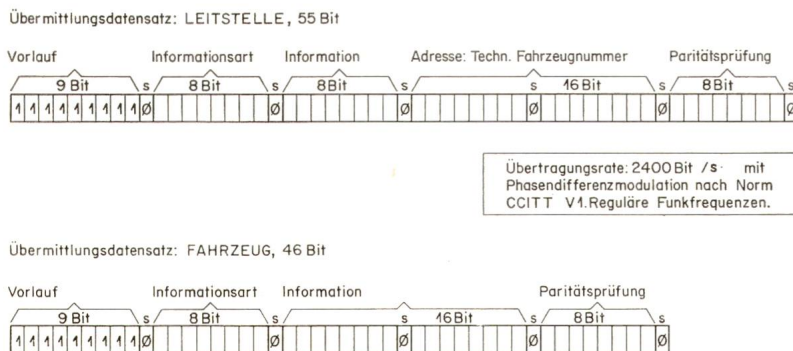 Übermittlungsdatensatz: LEITSTELLE, 55 Bit
Vorlauf Informationsart Information Adresse: Techn. Fahrzeugnummer Paritätsprüfung
9 Bit s 8 Bit s 8 Bit s s 16 Bit s 8 Bit s
1 1 1 1 1 1 1 1 1 Ø Ø Ø Ø Ø Ø
Übertragungsrate: 2400 Bit /s· mit
Phasendifferenzmodulation nach Norm
CCITT V1. Reguläre Funkfrequenzen.
Übermittlungsdatensatz: FAHRZEUG, 46 Bit
Vorlauf Informationsart Information Paritätsprüfung
9 Bit s 8 Bit s s 16 Bit s 8 Bit s
1 1 1 1 1 1 1 1 1 Ø Ø Ø Ø Ø